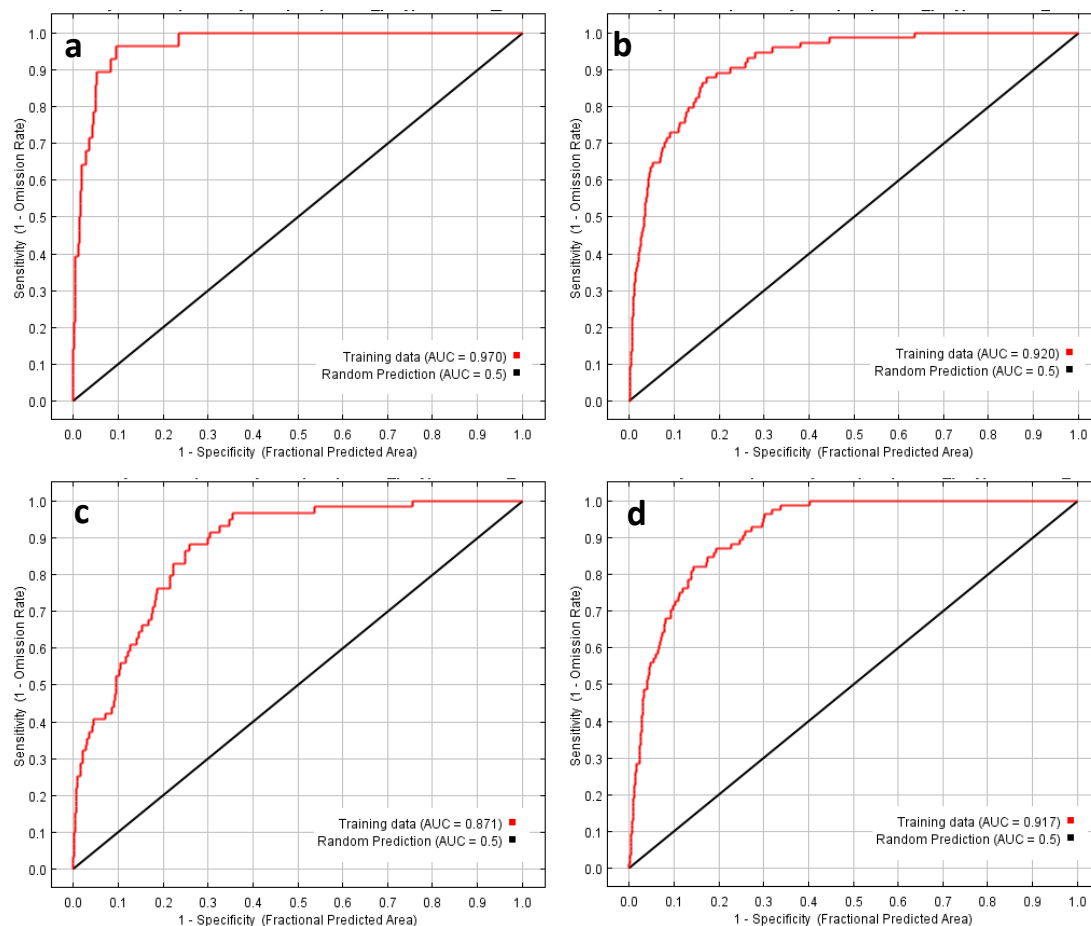 a
1.0
0.9
0.8
0.7
0.6
0.5
0.4
0.3
0.2
0.1
0.0
Sensitivity (1 - Omission Rate)
Training data (AUC = 0.970)
Random Prediction (AUC = 0.5)
0.0 0.1 0.2 0.3 0.4 0.5 0.6 0.7 0.8 0.9 1.0
1 - Specificity (Fractional Predicted Area)
b
1.0
0.9
0.8
0.7
0.6
0.5
0.4
0.3
0.2
0.1
0.0
Sensitivity (1 - Omission Rate)
Training data (AUC = 0.920)
Random Prediction (AUC = 0.5)
0.0 0.1 0.2 0.3 0.4 0.5 0.6 0.7 0.8 0.9 1.0
1 - Specificity (Fractional Predicted Area)
c
1.0
0.9
0.8
0.7
0.6
0.5
0.4
0.3
0.2
0.1
0.0
Sensitivity (1 - Omission Rate)
Training data (AUC = 0.871)
Random Prediction (AUC = 0.5)
0.0 0.1 0.2 0.3 0.4 0.5 0.6 0.7 0.8 0.9 1.0
1 - Specificity (Fractional Predicted Area)
d
1.0
0.9
0.8
0.7
0.6
0.5
0.4
0.3
0.2
0.1
0.0
Sensitivity (1 - Omission Rate)
Training data (AUC = 0.917)
Random Prediction (AUC = 0.5)
0.0 0.1 0.2 0.3 0.4 0.5 0.6 0.7 0.8 0.9 1.0
1 - Specificity (Fractional Predicted Area)